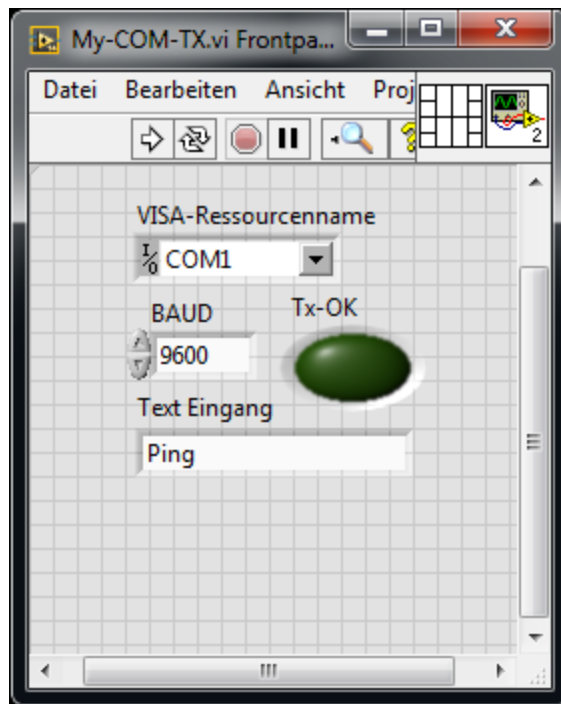 My-COM-TX.vi Frontpa...
Datei Bearbeiten Ansicht Proj
2
VISA-Ressourcenname
I/O COM1
BAUD Tx-OK
9600
Text Eingang
Ping